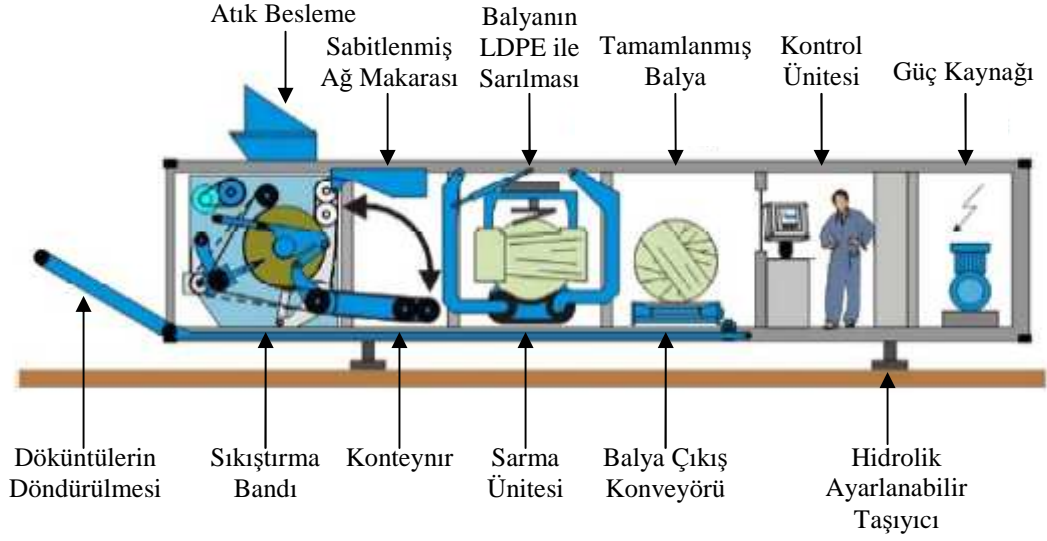 Atık Besleme
Sabitlenmiş
Ağ Makarası
Balyanın
LDPE ile
Sarılması
Tamamlanmış
Balya
Kontrol
Ünitesi
Güç Kaynağı
Döküntülerin
Döndürülmesi
Sıkıştırma
Bandı
Konteynır
Sarma
Ünitesi
Balya Çıkış
Konveyörü
Hidrolik
Ayarlanabilir
Taşıyıcı